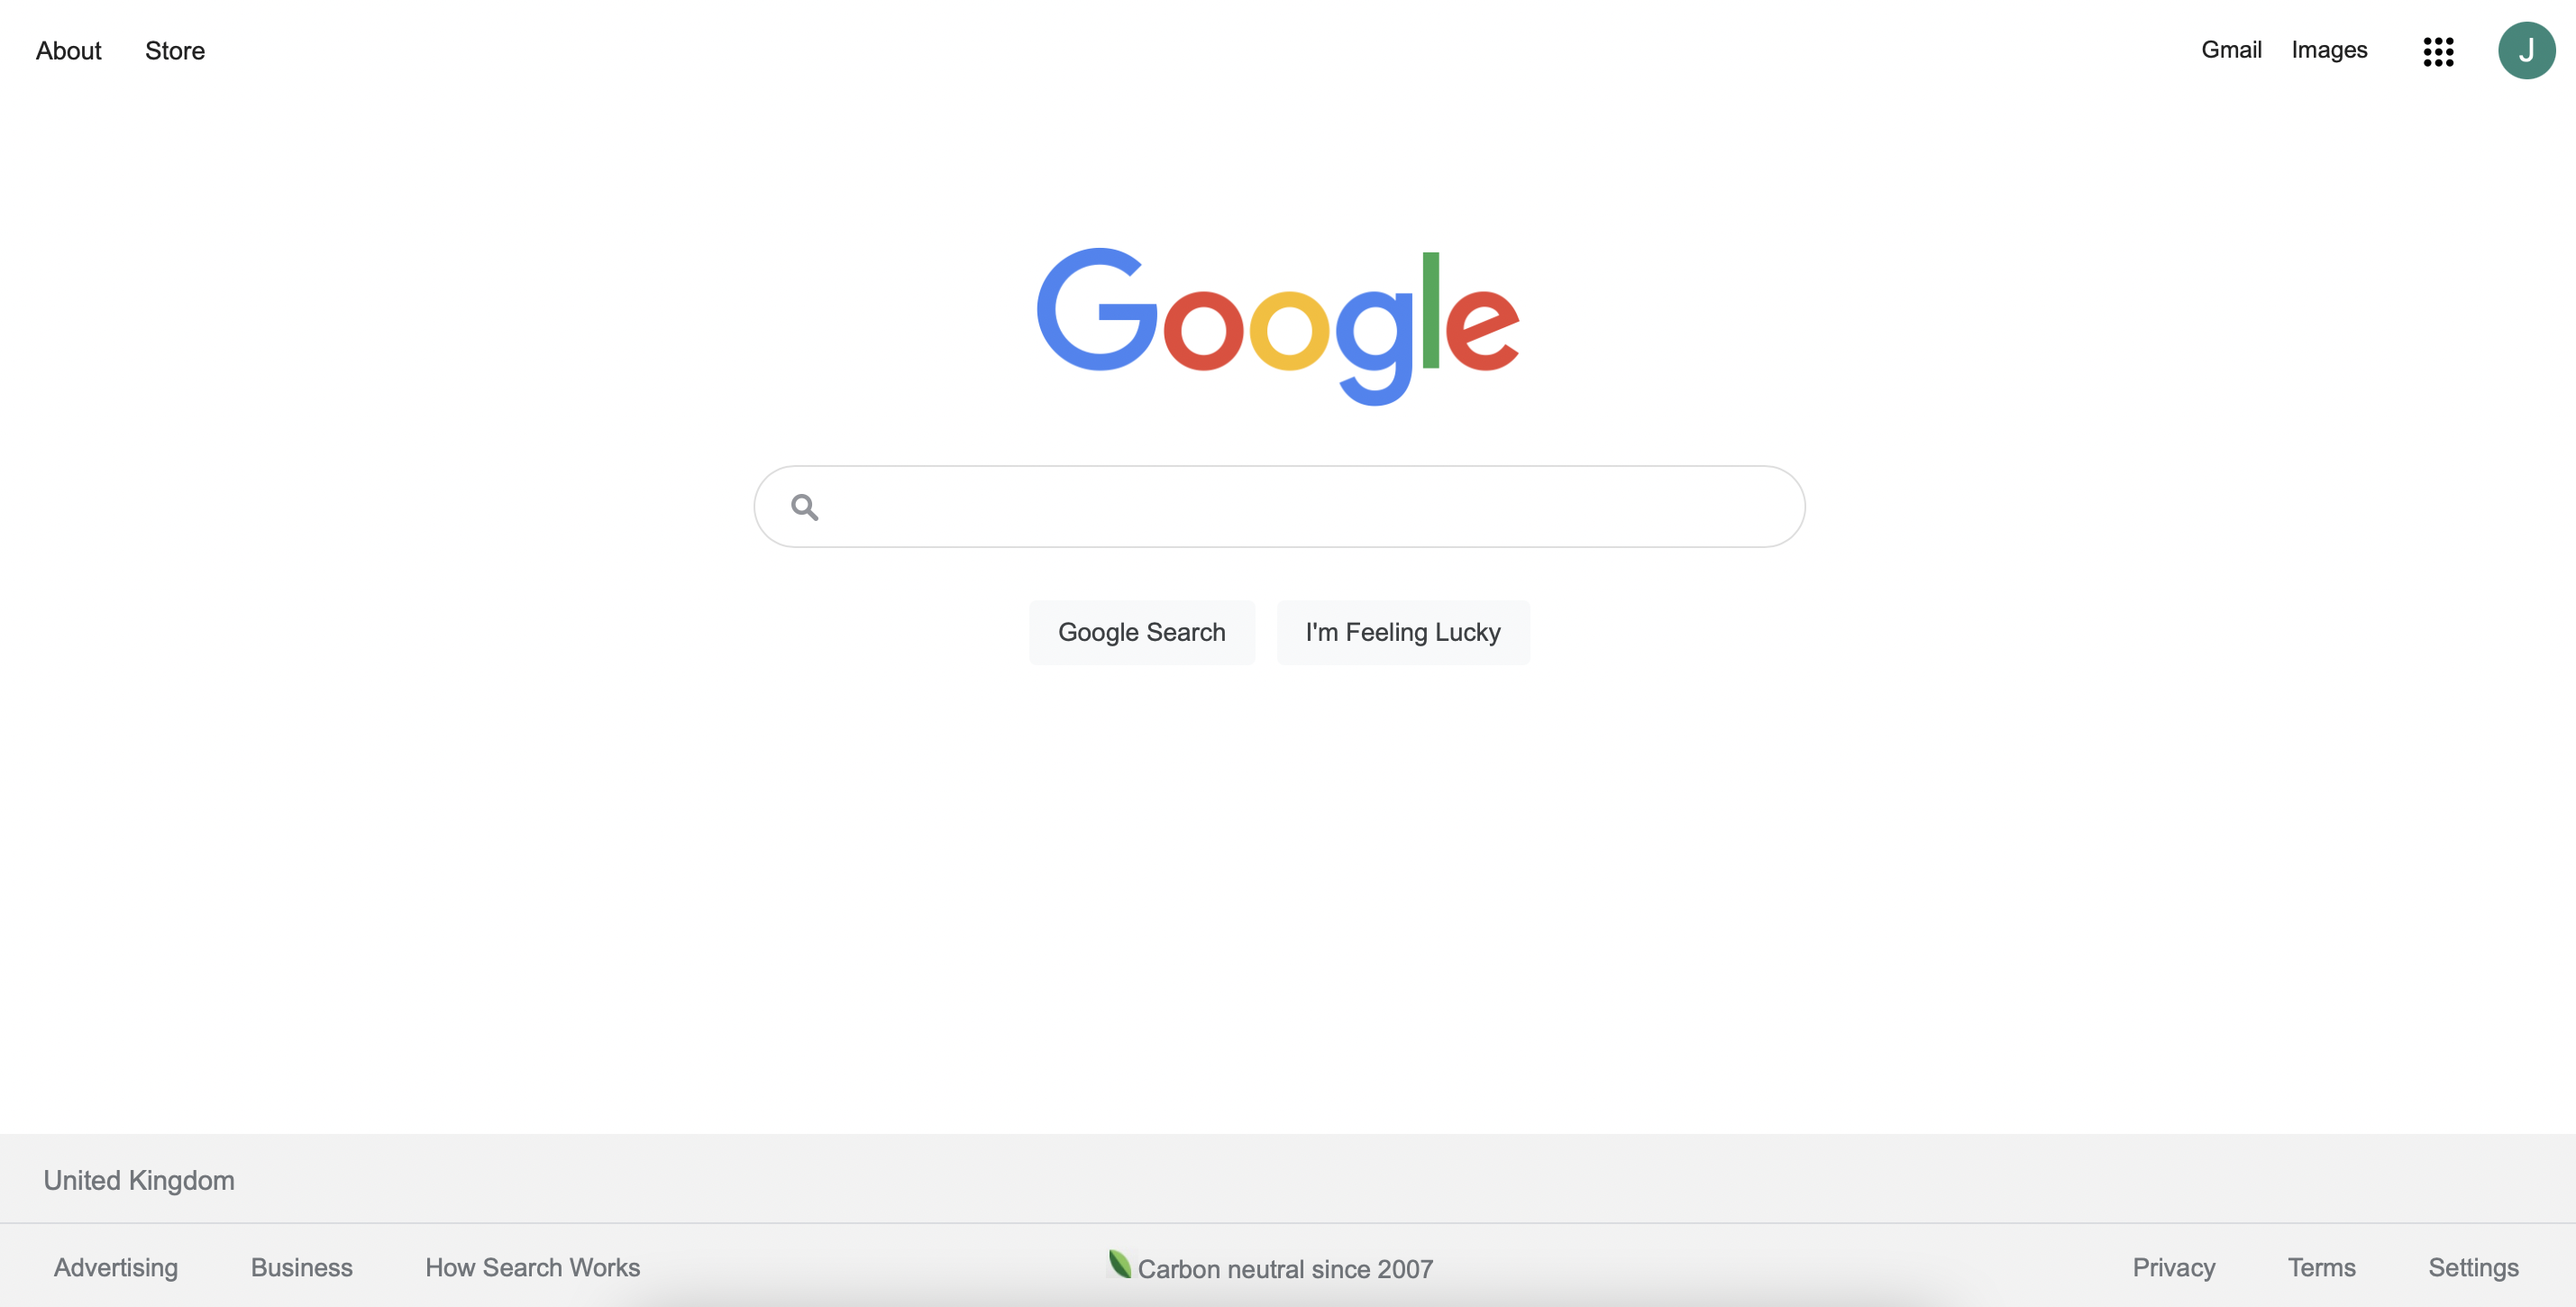 About Store Gmail Images J
Google
Google Search I'm Feeling Lucky
United Kingdom
Advertising Business How Search Works Carbon neutral since 2007 Privacy Terms Settings